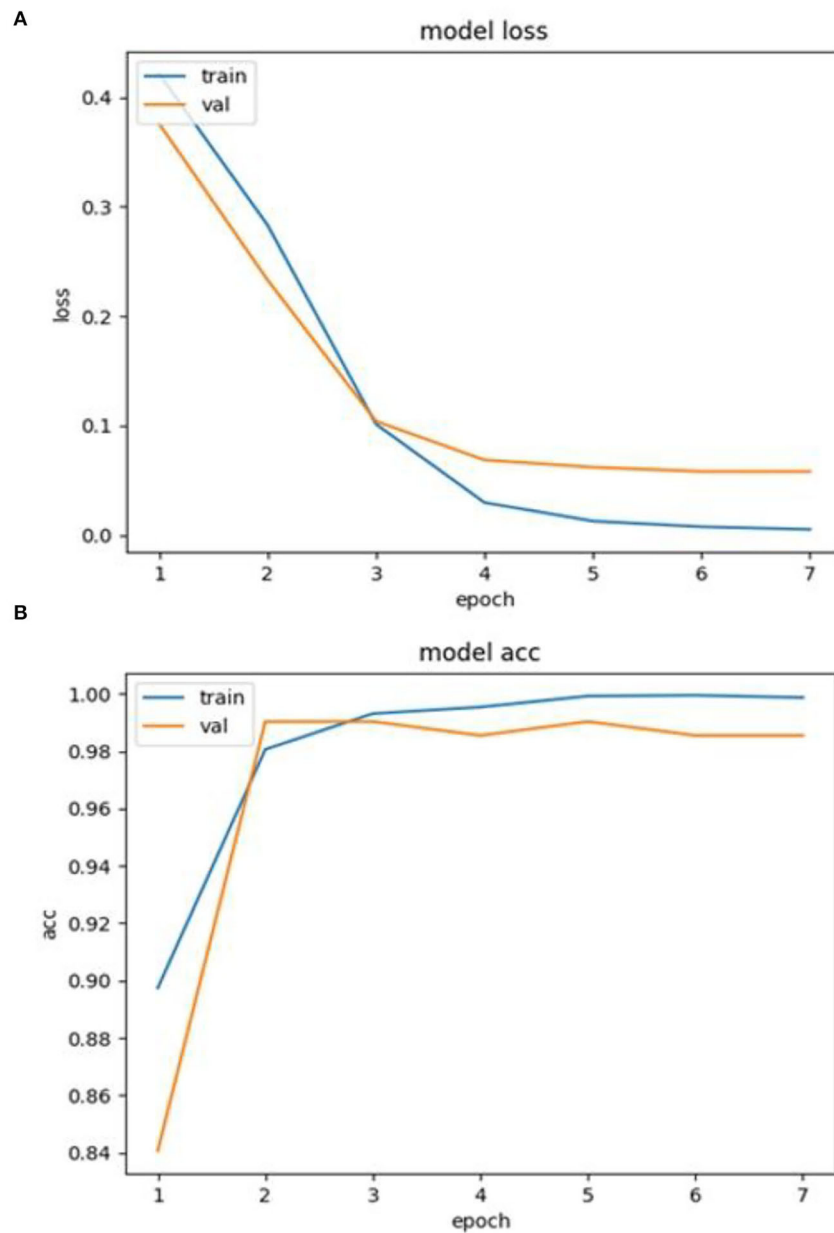 A
model loss
train
val
0.4
0.3
0.2
0.1
0.0
loss
1 2 3 4 5 6 7
epoch
B
model acc
train
val
1.00
0.98
0.96
0.94
0.92
0.90
0.88
0.86
0.84
acc
1 2 3 4 5 6 7
epoch